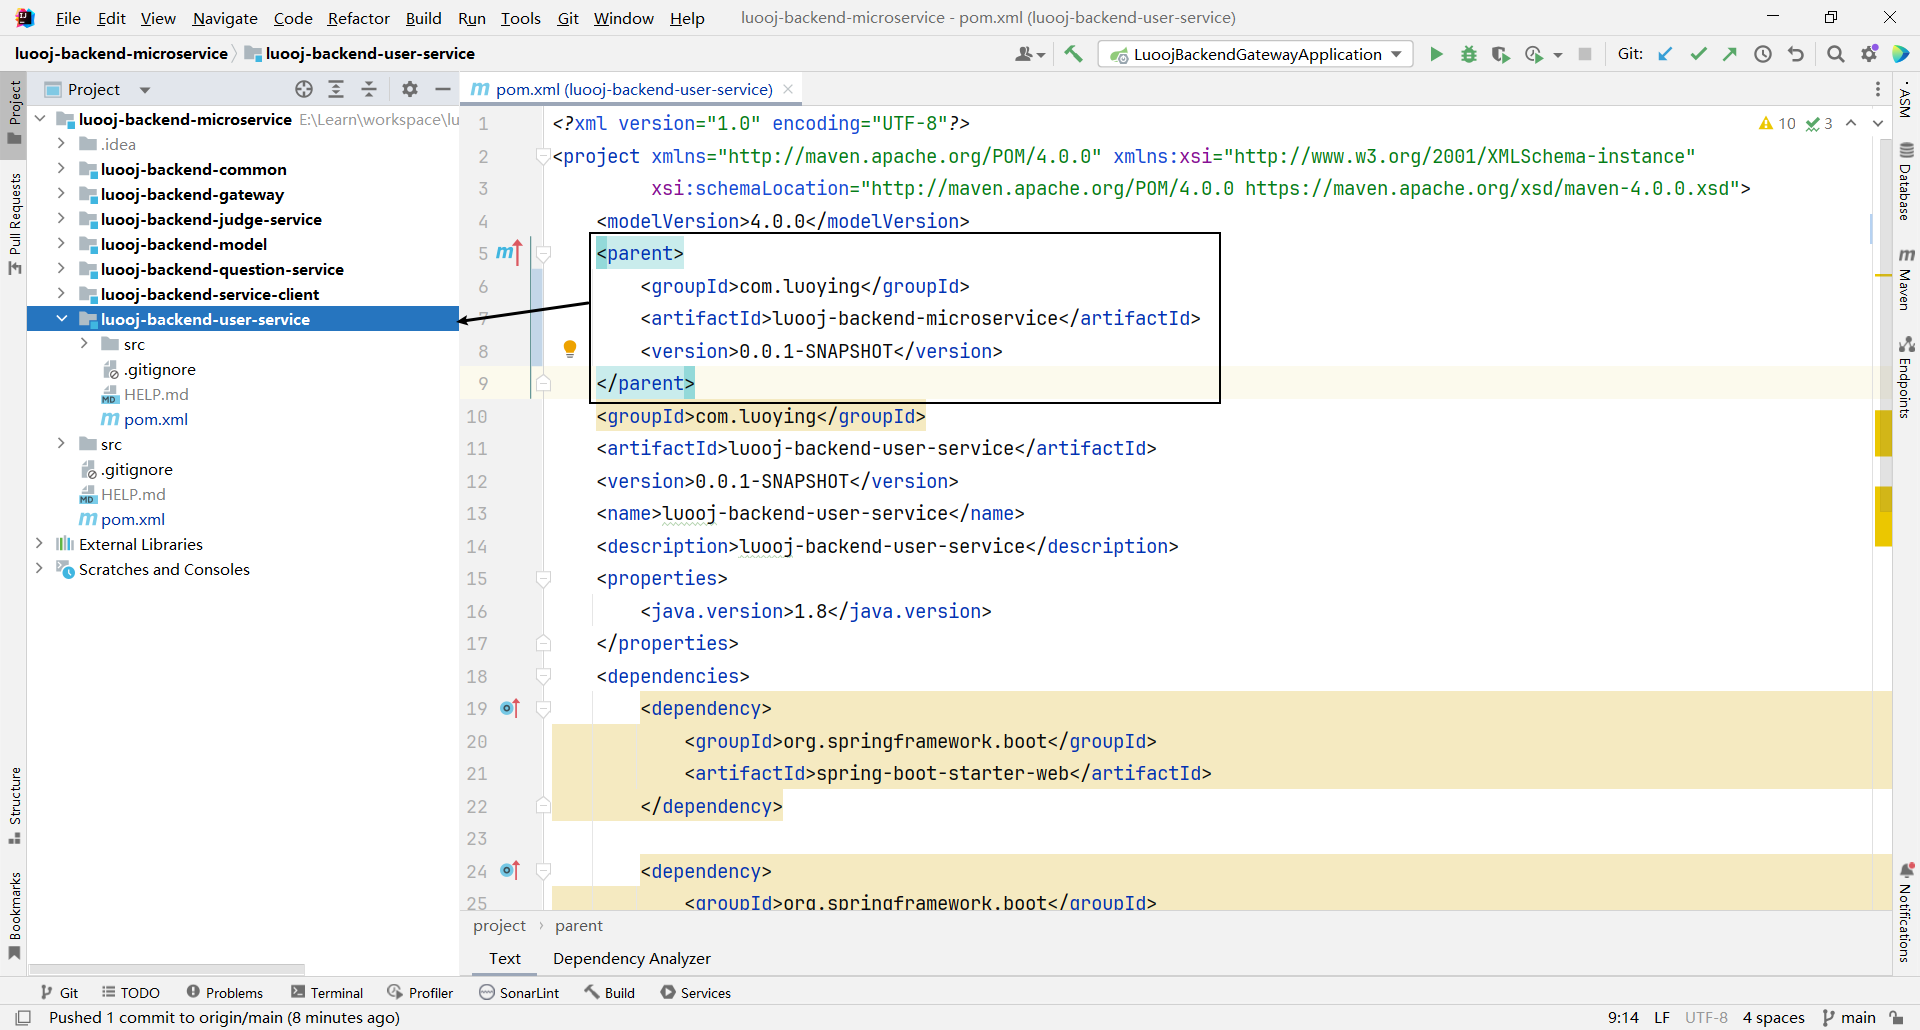 File Edit View Navigate Code Refactor Build Run Tools Git Window Help luooj-backend-microservice - pom.xml (luooj-backend-user-service)
luooj-backend-microservice luooj-backend-user-service LuoojBackendGatewayApplication Git:
Project
pom.xml (luooj-backend-user-service)
Project
Pull Requests
Structure
Bookmarks
luooj-backend-microservice E:\Learn\workspace\lu
.idea
luooj-backend-common
luooj-backend-gateway
luooj-backend-judge-service
luooj-backend-model
luooj-backend-question-service
luooj-backend-service-client
luooj-backend-user-service
src
.gitignore
HELP.md
pom.xml
src
.gitignore
HELP.md
pom.xml
External Libraries
Scratches and Consoles
10 3
1 <?xml version="1.0" encoding="UTF-8"?>
2 <project xmlns="http://maven.apache.org/POM/4.0.0" xmlns:xsi="http://www.w3.org/2001/XMLSchema-instance"
3 xsi:schemaLocation="http://maven.apache.org/POM/4.0.0 https://maven.apache.org/xsd/maven-4.0.0.xsd">
4 <modelVersion>4.0.0</modelVersion>
5 <parent>
6 <groupId>com.luoying</groupId>
7 <artifactId>luooj-backend-microservice</artifactId>
8 <version>0.0.1-SNAPSHOT</version>
9 </parent>
10 <groupId>com.luoying</groupId>
11 <artifactId>luooj-backend-user-service</artifactId>
12 <version>0.0.1-SNAPSHOT</version>
13 <name>luooj-backend-user-service</name>
14 <description>luooj-backend-user-service</description>
15 <properties>
16 <java.version>1.8</java.version>
17 </properties>
18 <dependencies>
19 <dependency>
20 <groupId>org.springframework.boot</groupId>
21 <artifactId>spring-boot-starter-web</artifactId>
22 </dependency>
23
24 <dependency>
25 <groupId>org.springframework.boot</groupId>
project parent
Text Dependency Analyzer
ASM
Database
Maven
Endpoints
Notifications
Git TODO Problems Terminal Profiler SonarLint Build Services
Pushed 1 commit to origin/main (8 minutes ago) 9:14 LF UTF-8 4 spaces main